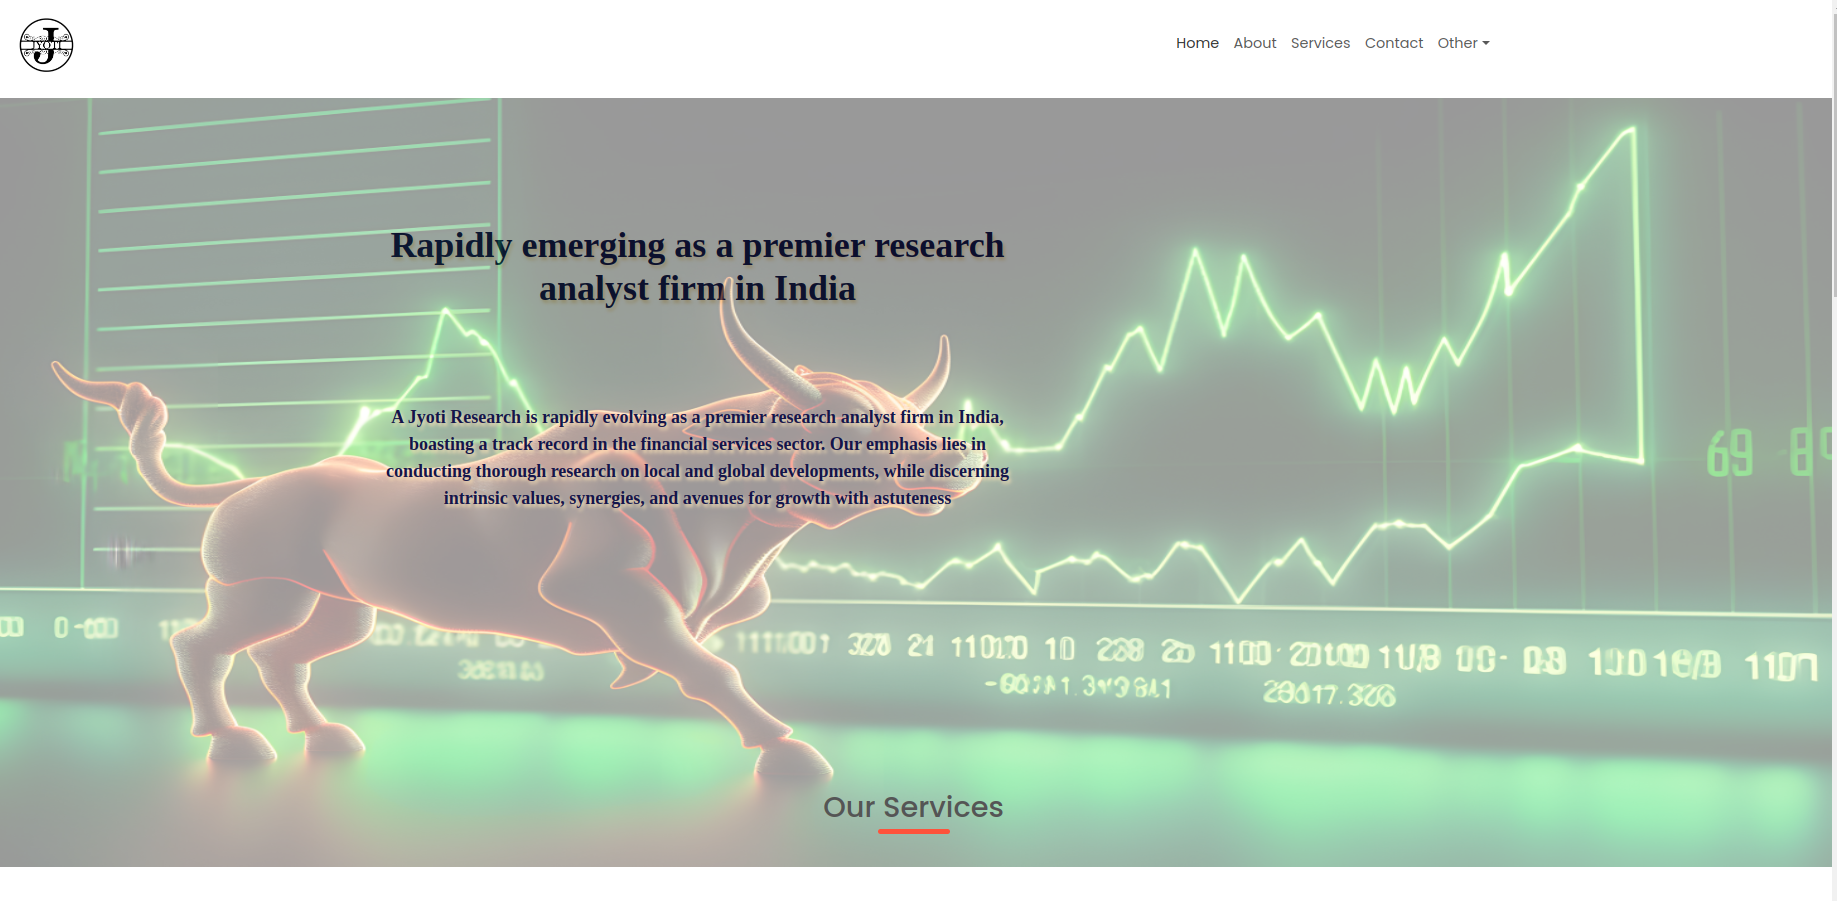 JYOTI
Home About Services Contact Other
Rapidly emerging as a premier research
analyst firm in India
A Jyoti Research is rapidly evolving as a premier research analyst firm in India,
boasting a track record in the financial services sector. Our emphasis lies in
conducting thorough research on local and global developments, while discerning
intrinsic values, synergies, and avenues for growth with astuteness
69
21
10
Our Services